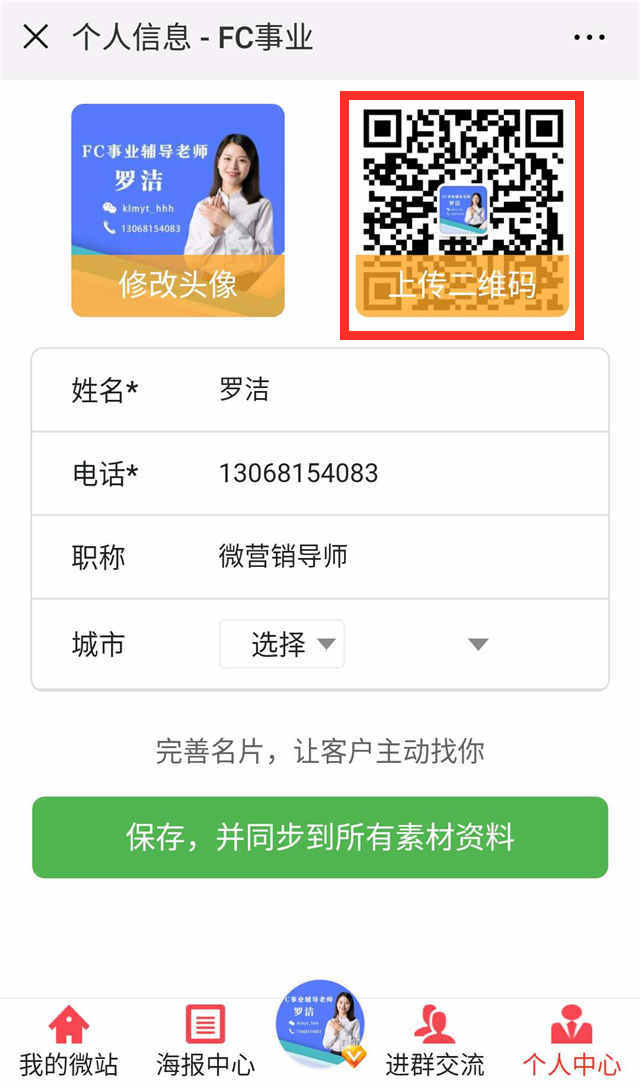 个人信息 - FC事业
FC事业辅导老师
罗洁
klmyt_hhh
13068154083
修改头像
罗洁
上传二维码
姓名* 罗洁
电话* 13068154083
职称 微营销导师
城市 选择
完善名片，让客户主动找你
保存，并同步到所有素材资料
FC事业辅导老师
罗洁
我的微站
海报中心
进群交流
个人中心